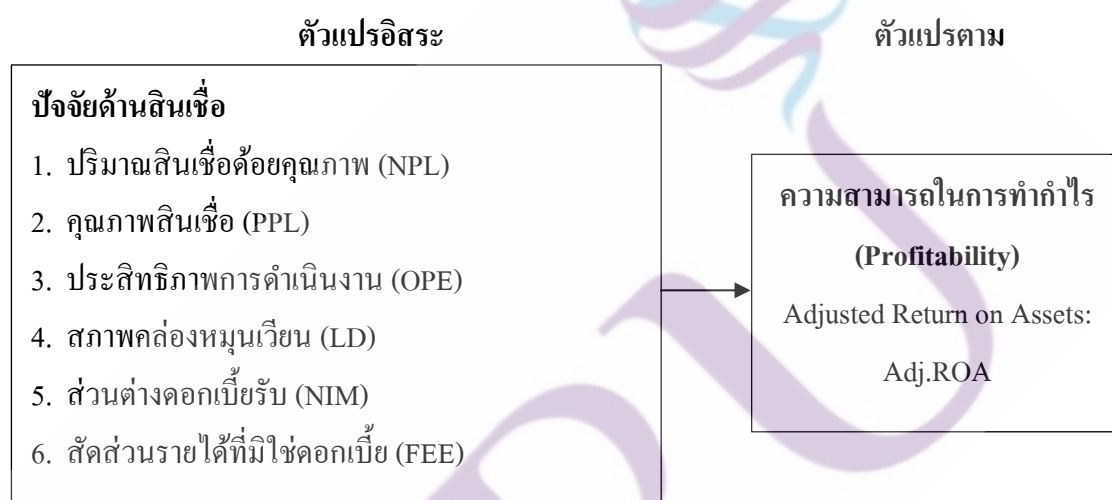 ตัวแปรอิสระ
ตัวแปรตาม
ปัจจัยด้านสินเชื่อ
1. ปริมาณสินเชื่อด้อยคุณภาพ (NPL)
2. คุณภาพสินเชื่อ (PPL)
3. ประสิทธิภาพการดำเนินงาน (OPE)
4. สภาพคล่องหมุนเวียน (LD)
5. ส่วนต่างดอกเบี้ยรับ (NIM)
6. สัดส่วนรายได้ที่มิใช่ดอกเบี้ย (FEE)
ความสามารถในการทำกำไร
(Profitability)
Adjusted Return on Assets:
Adj.ROA